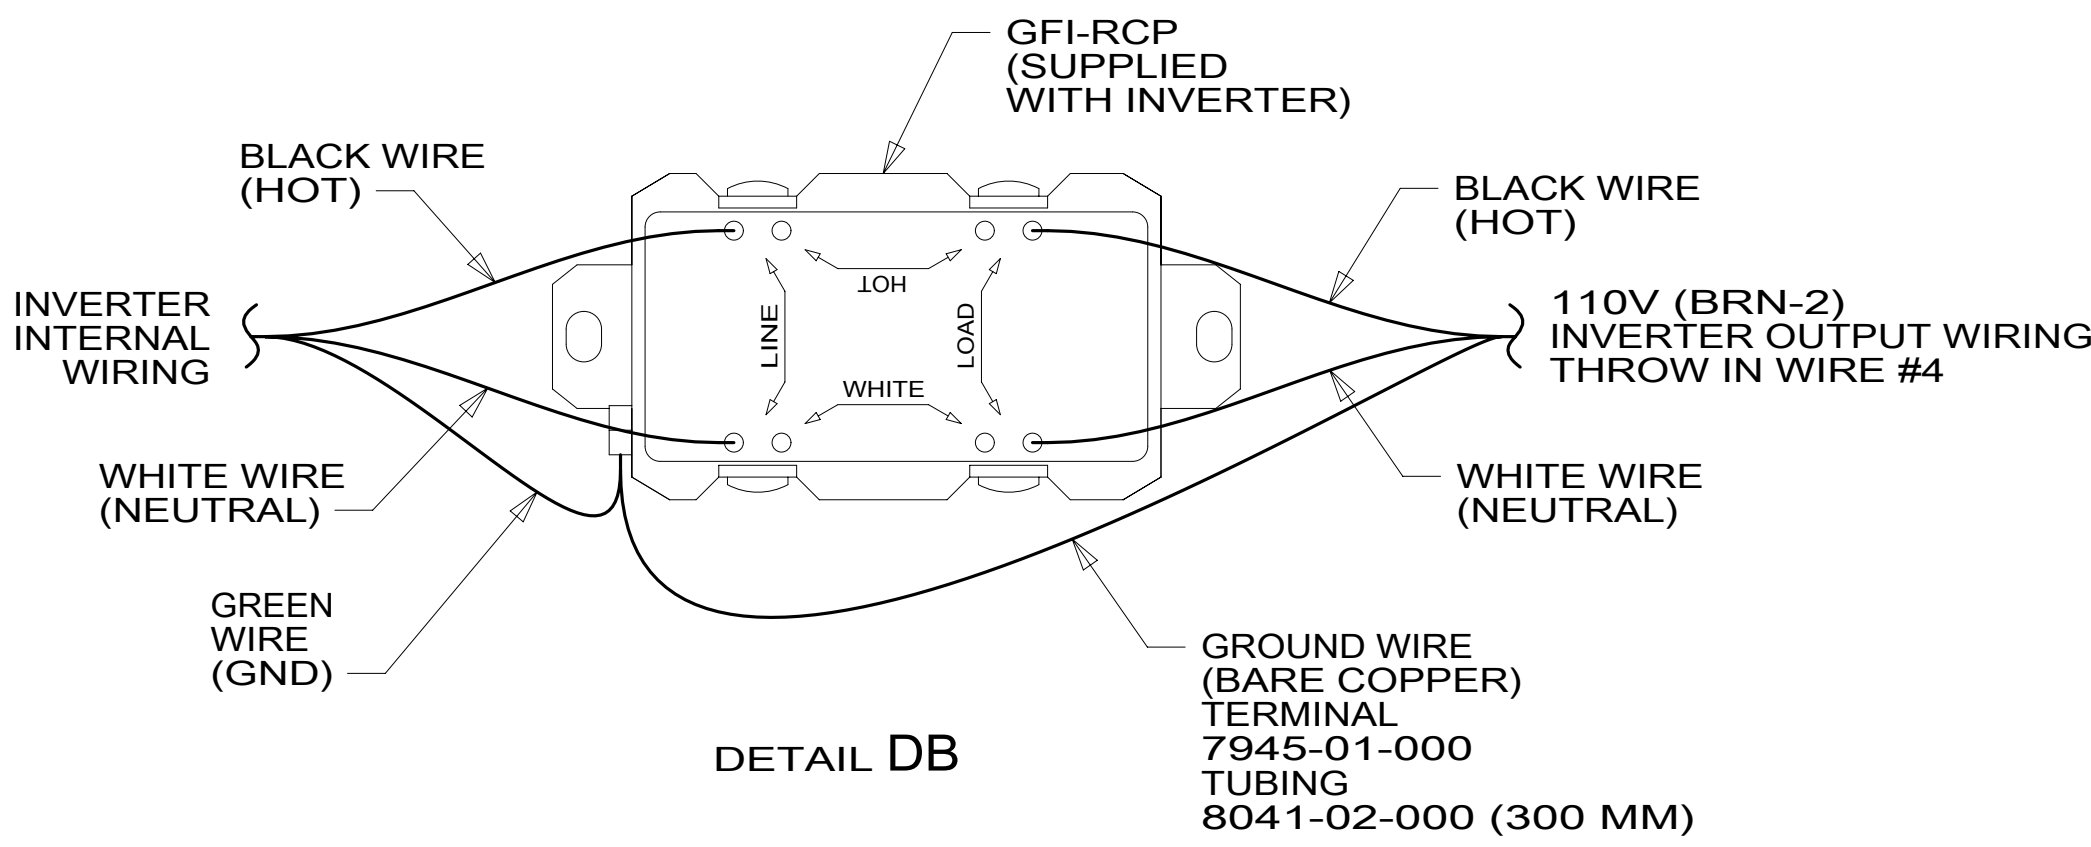 GFI-RCP
(SUPPLIED
WITH INVERTER)
BLACK WIRE
(HOT)
BLACK WIRE
(HOT)
INVERTER
INTERNAL
WIRING
HOT
LINE
LOAD
WHITE
110V (BRN-2)
INVERTER OUTPUT WIRING
THROW IN WIRE #4
WHITE WIRE
(NEUTRAL)
WHITE WIRE
(NEUTRAL)
GREEN
WIRE
(GND)
GROUND WIRE
(BARE COPPER)
TERMINAL
7945-01-000
TUBING
8041-02-000 (300 MM)
DETAIL DB